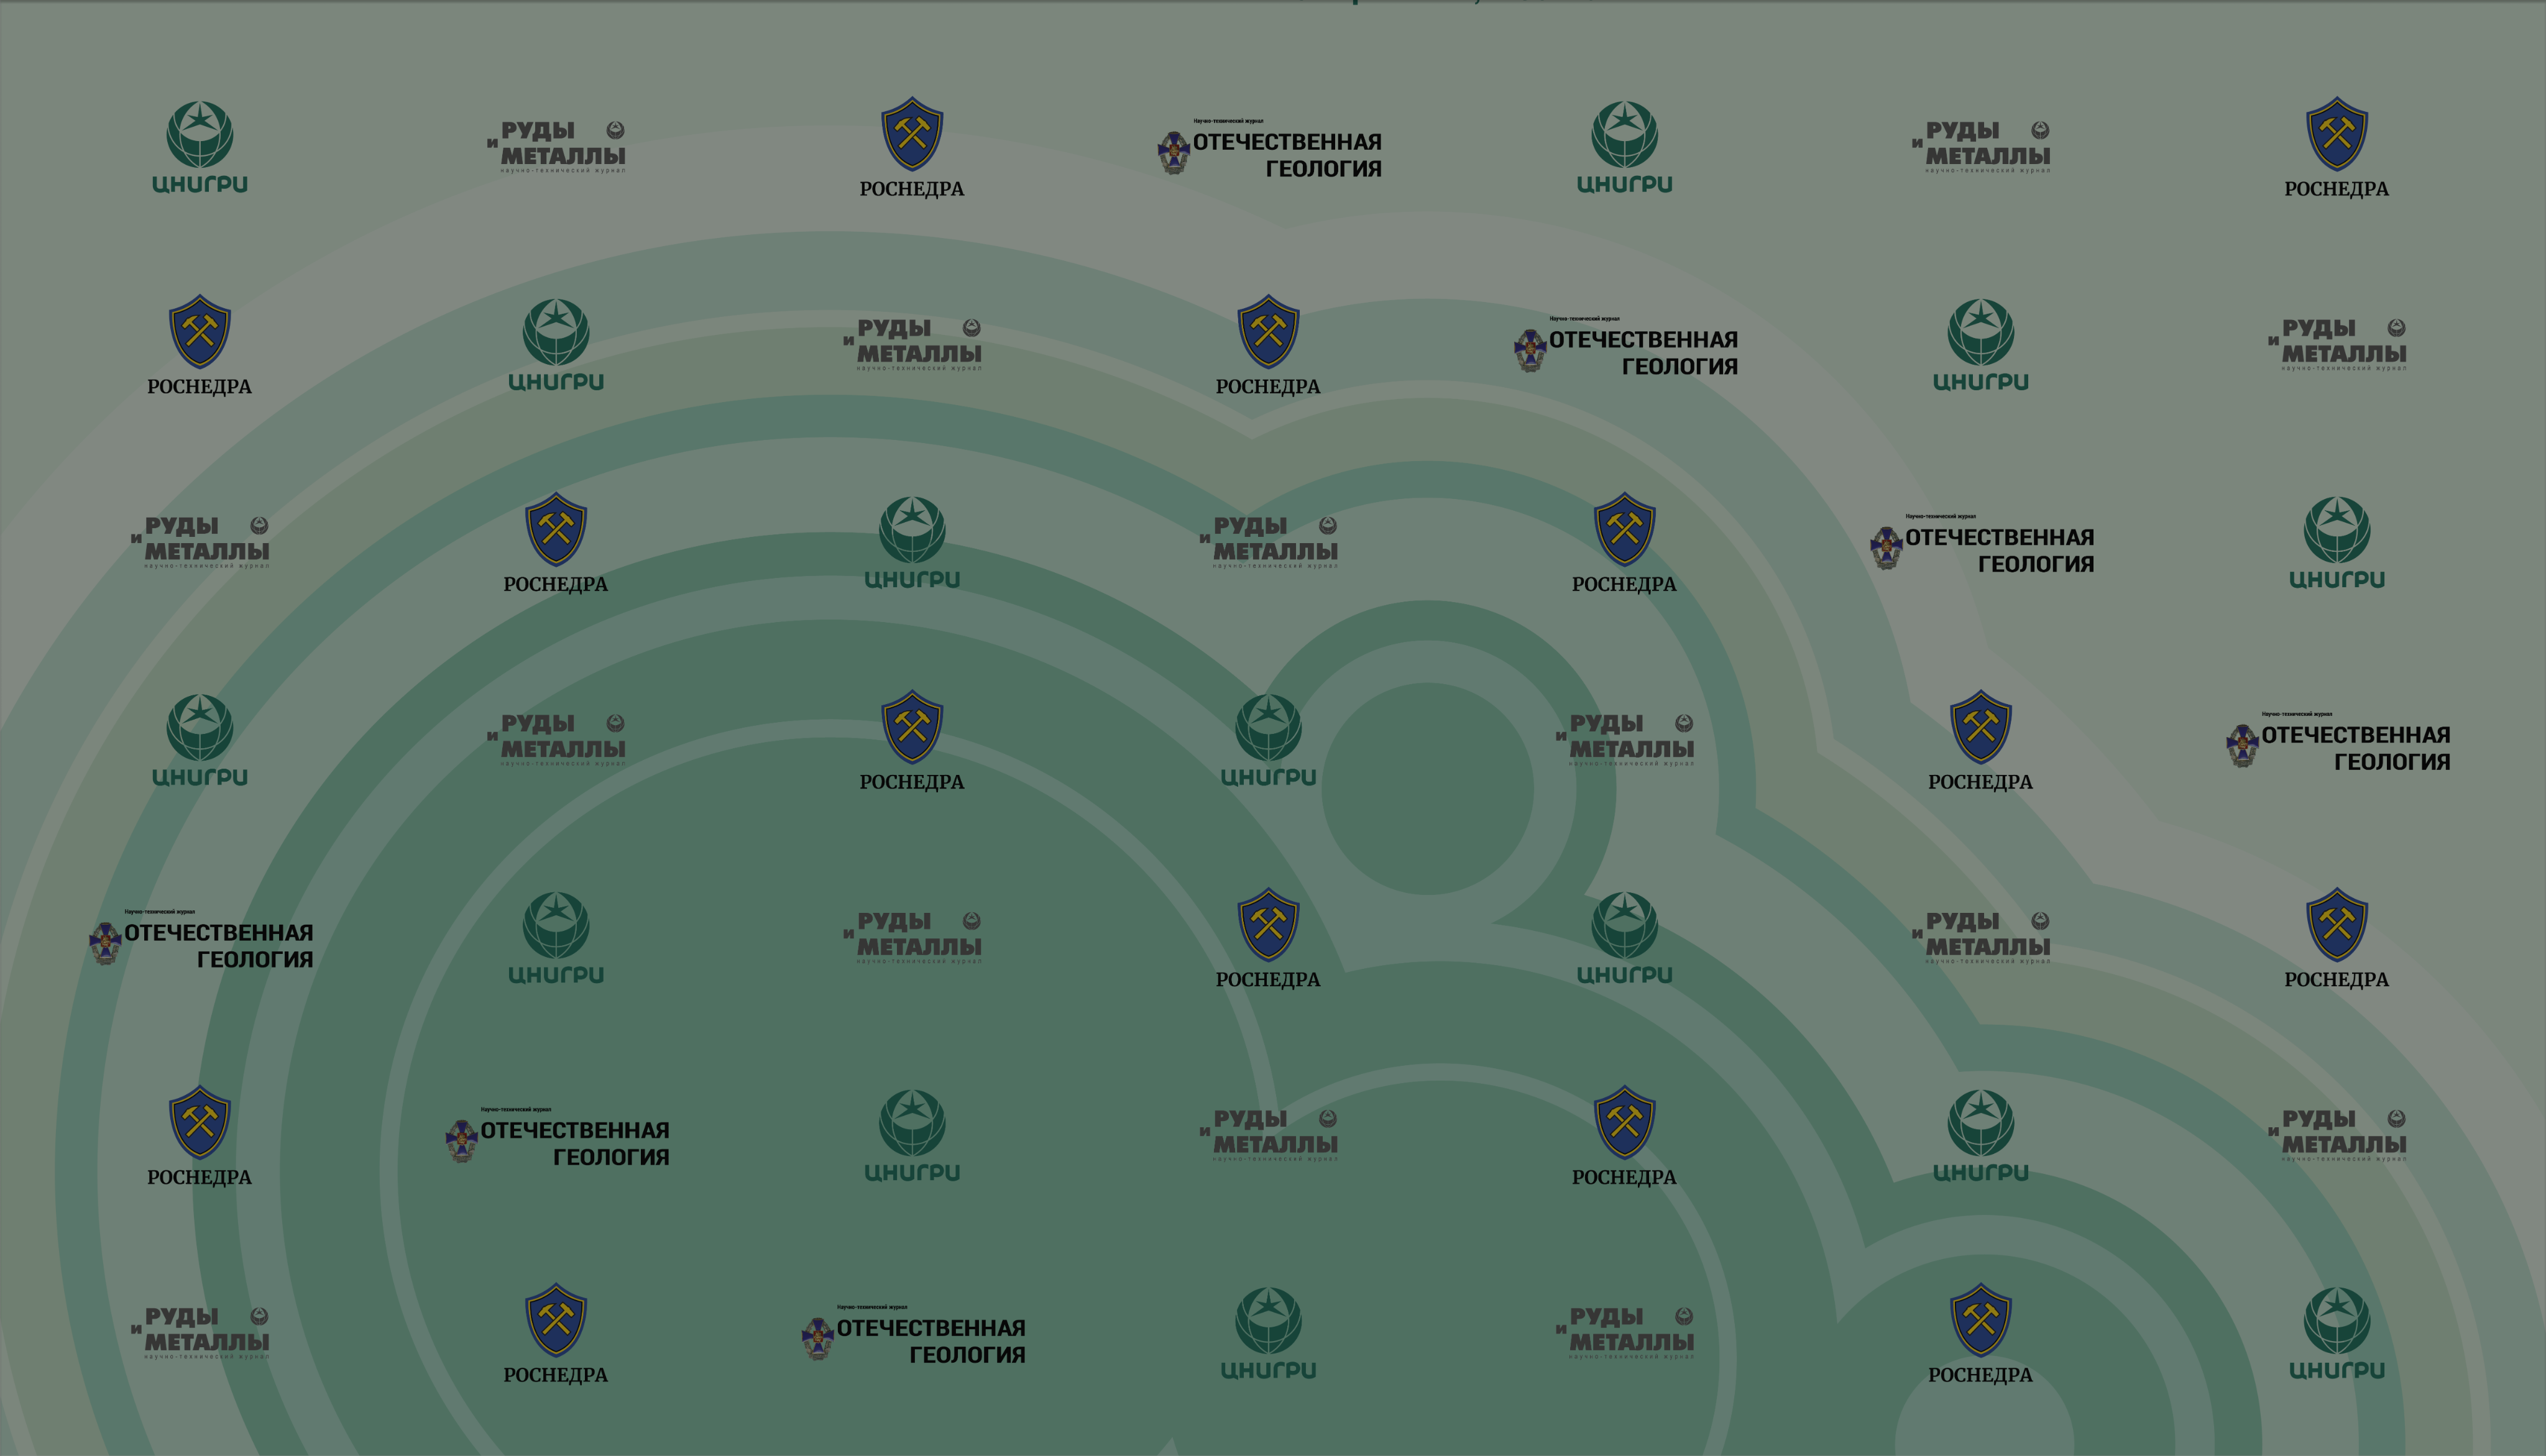 ЦНИГРИ
РУДЫ
и МЕТАЛЛЫ
научно-технический журнал
РОСНЕДРА
Научно-технический журнал
ОТЕЧЕСТВЕННАЯ
ГЕОЛОГИЯ
ЦНИГРИ
РУДЫ
и МЕТАЛЛЫ
научно-технический журнал
РОСНЕДРА
РОСНЕДРА
ЦНИГРИ
РУДЫ
и МЕТАЛЛЫ
научно-технический журнал
РОСНЕДРА
Научно-технический журнал
ОТЕЧЕСТВЕННАЯ
ГЕОЛОГИЯ
ЦНИГРИ
РУДЫ
и МЕТАЛЛЫ
научно-технический журнал
РУДЫ
и МЕТАЛЛЫ
научно-технический журнал
РОСНЕДРА
ЦНИГРИ
РУДЫ
и МЕТАЛЛЫ
научно-технический журнал
РОСНЕДРА
Научно-технический журнал
ОТЕЧЕСТВЕННАЯ
ГЕОЛОГИЯ
ЦНИГРИ
ЦНИГРИ
РУДЫ
и МЕТАЛЛЫ
научно-технический журнал
РОСНЕДРА
ЦНИГРИ
РУДЫ
и МЕТАЛЛЫ
научно-технический журнал
РОСНЕДРА
Научно-технический журнал
ОТЕЧЕСТВЕННАЯ
ГЕОЛОГИЯ
Научно-технический журнал
ОТЕЧЕСТВЕННАЯ
ГЕОЛОГИЯ
ЦНИГРИ
РУДЫ
и МЕТАЛЛЫ
научно-технический журнал
РОСНЕДРА
ЦНИГРИ
РУДЫ
и МЕТАЛЛЫ
научно-технический журнал
РОСНЕДРА
РОСНЕДРА
Научно-технический журнал
ОТЕЧЕСТВЕННАЯ
ГЕОЛОГИЯ
ЦНИГРИ
РУДЫ
и МЕТАЛЛЫ
научно-технический журнал
РОСНЕДРА
ЦНИГРИ
РУДЫ
и МЕТАЛЛЫ
научно-технический журнал
РУДЫ
и МЕТАЛЛЫ
научно-технический журнал
РОСНЕДРА
Научно-технический журнал
ОТЕЧЕСТВЕННАЯ
ГЕОЛОГИЯ
ЦНИГРИ
РУДЫ
и МЕТАЛЛЫ
научно-технический журнал
РОСНЕДРА
ЦНИГРИ